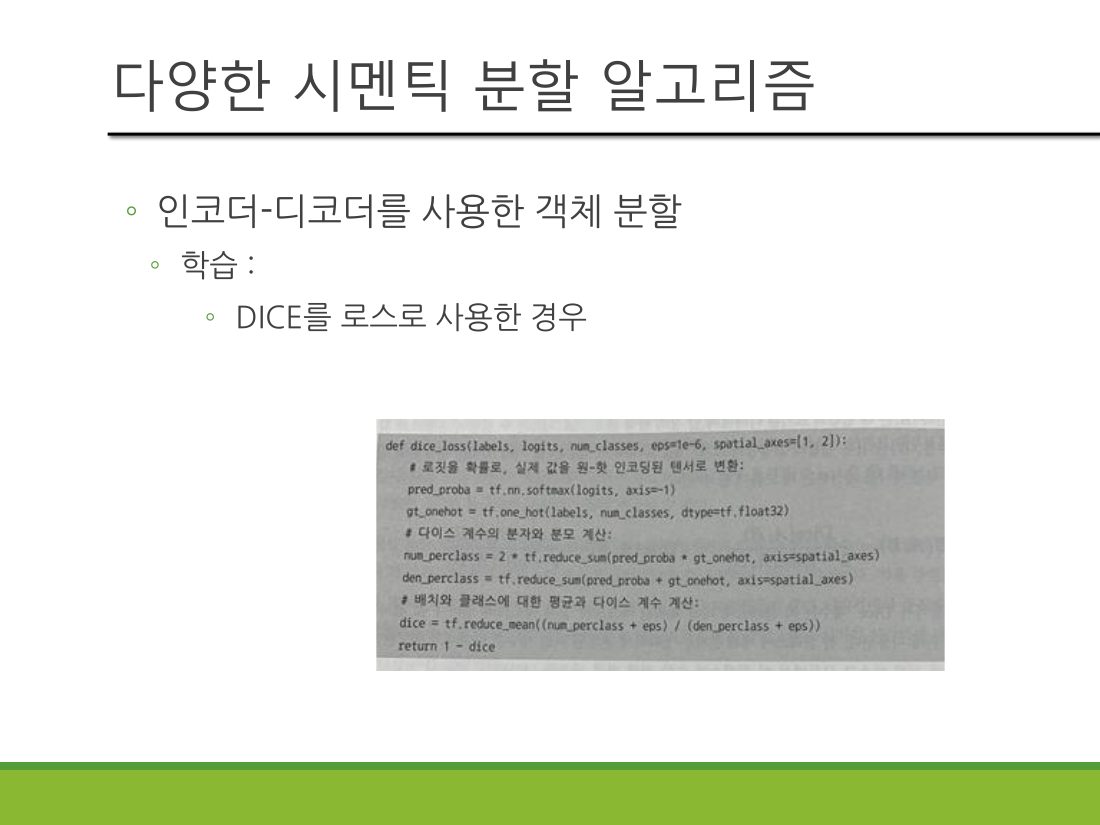 다양한 시멘틱 분할 알고리즘
인코더-디코더를 사용한 객체 분할
학습 :
DICE를 로스로 사용한 경우
def dice_loss(labels, logits, num_classes, eps=1e-6, spatial_axes=[1, 2]):
# 로짓을 확률로, 실제 값을 원-핫 인코딩된 텐서로 변환:
pred_proba = tf.nn.softmax(logits, axis=-1)
gt_onehot = tf.one_hot(labels, num_classes, dtype=tf.float32)
# 다이스 계수의 분자와 분모 계산:
num_perclass = 2 * tf.reduce_sum(pred_proba * gt_onehot, axis=spatial_axes)
den_perclass = tf.reduce_sum(pred_proba + gt_onehot, axis=spatial_axes)
# 배치와 클래스에 대한 평균과 다이스 계수 계산:
dice = tf.reduce_mean((num_perclass + eps) / (den_perclass + eps))
return 1 - dice